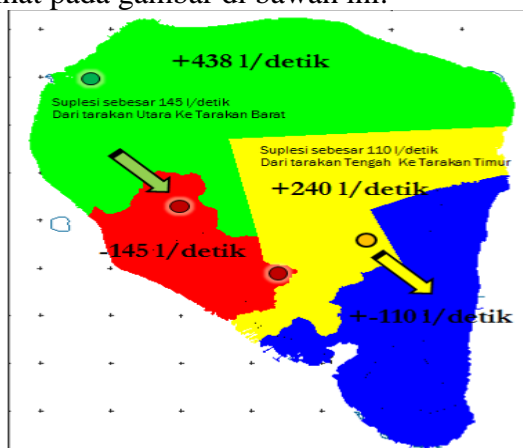 mat pada gambar di bawah ini.
+438 l/detik
Suplesi sebesar 145 l/detik
Dari tarakan Utara Ke Tarakan Barat
Suplesi sebesar 110 l/detik
Dari tarakan Tengah Ke Tarakan Timur
+240 l/detik
-145 l/detik
+-110 l/detik